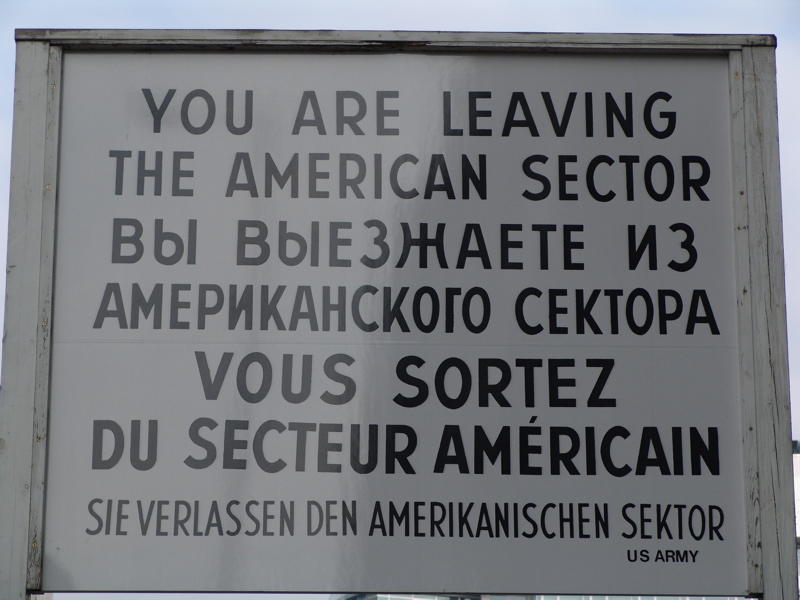 YOU ARE LEAVING
THE AMERICAN SECTOR
ВЫ ВЫЕЗЖАЕТЕ ИЗ
АМЕРИКАНСКОГО СЕКТОРА
VOUS SORTEZ
DU SECTEUR AMÉRICAIN
SIE VERLASSEN DEN AMERIKANISCHEN SEKTOR
US ARMY